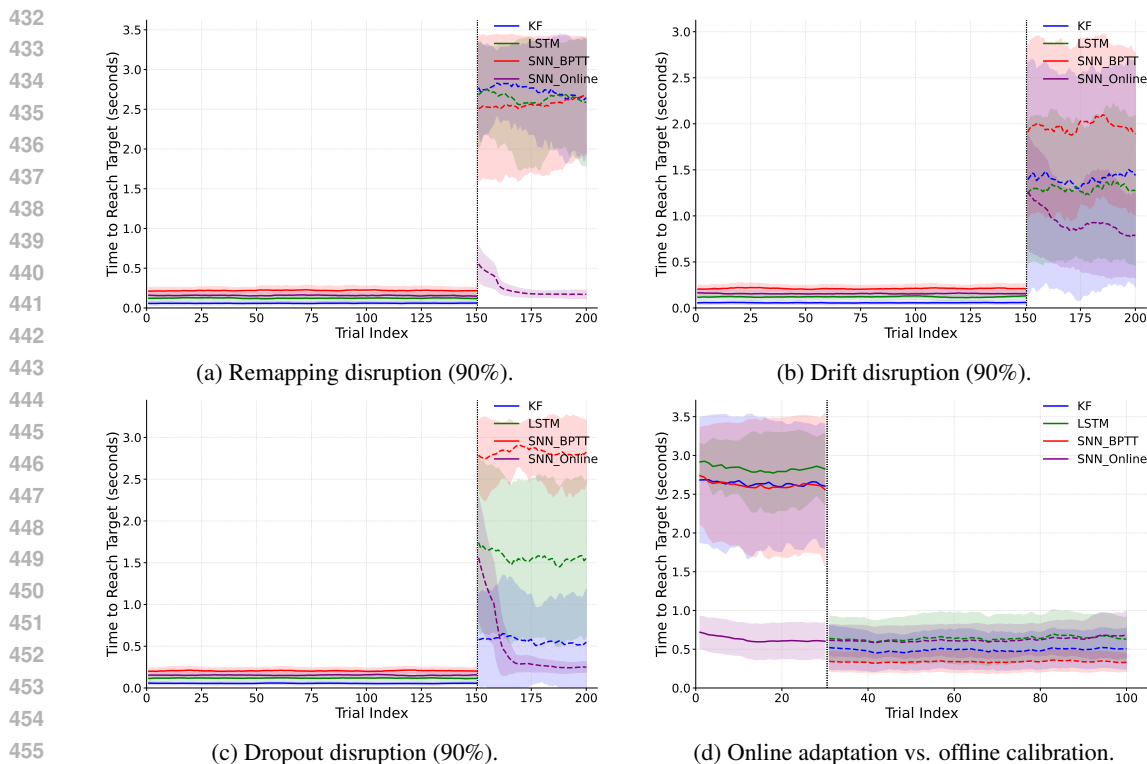 432
433
434
435
436
437
438
439
440
441
442
443
444
445
446
447
448
449
450
451
452
453
454
455
KF
LSTM
SNN_BPTT
SNN_Online
Time to Reach Target (seconds)
3.5
3.0
2.5
2.0
1.5
1.0
0.5
0.0
0 25 50 75 100 125 150 175 200
Trial Index
(a) Remapping disruption (90%).
KF
LSTM
SNN_BPTT
SNN_Online
Time to Reach Target (seconds)
3.0
2.5
2.0
1.5
1.0
0.5
0.0
0 25 50 75 100 125 150 175 200
Trial Index
(b) Drift disruption (90%).
KF
LSTM
SNN_BPTT
SNN_Online
Time to Reach Target (seconds)
3.0
2.5
2.0
1.5
1.0
0.5
0.0
0 25 50 75 100 125 150 175 200
Trial Index
(c) Dropout disruption (90%).
KF
LSTM
SNN_BPTT
SNN_Online
Time to Reach Target (seconds)
3.5
3.0
2.5
2.0
1.5
1.0
0.5
0.0
0 20 40 60 80 100
Trial Index
(d) Online adaptation vs. offline calibration.